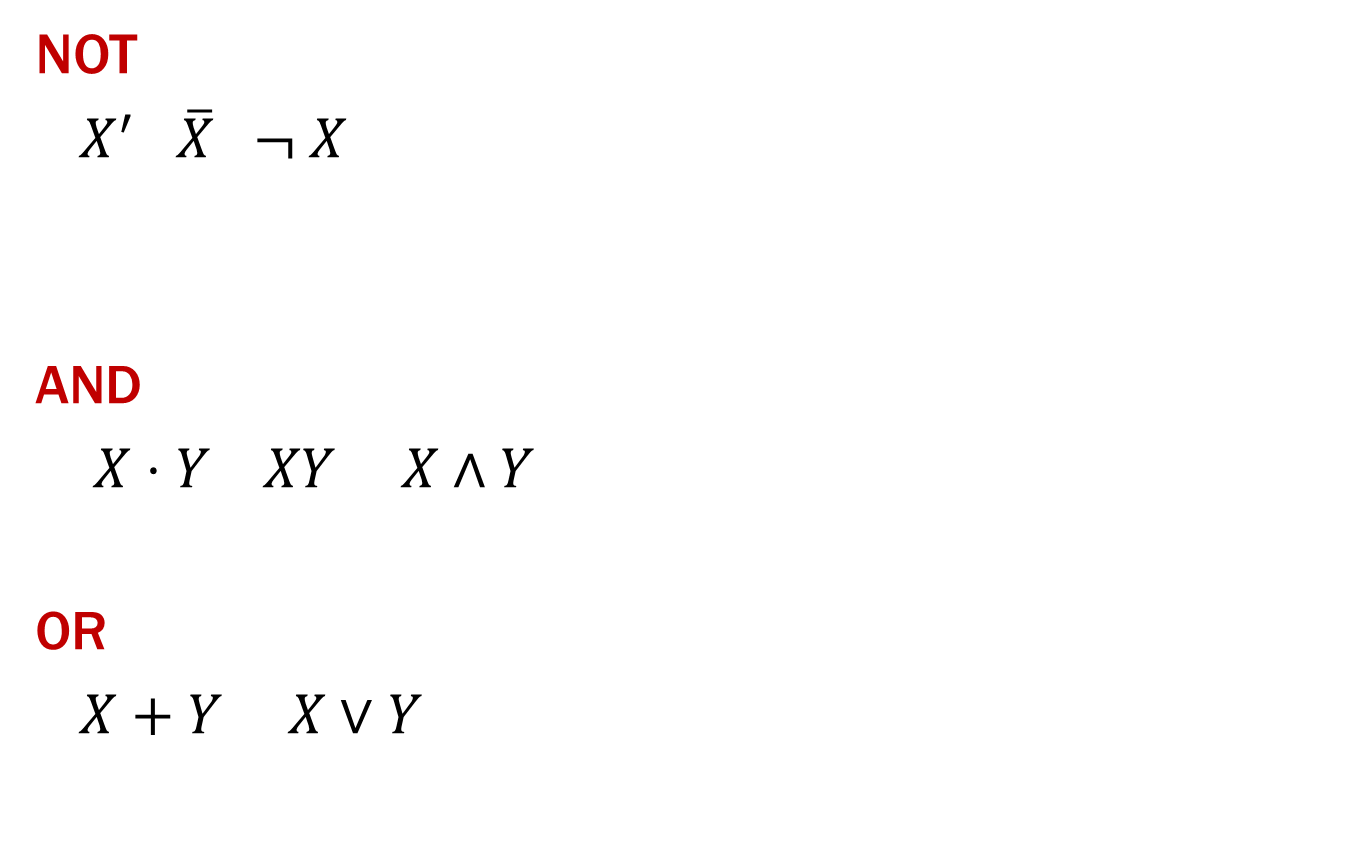 NOT
X′ X̅ ¬ X
AND
X · Y XY X ∧ Y
OR
X + Y X ∨ Y